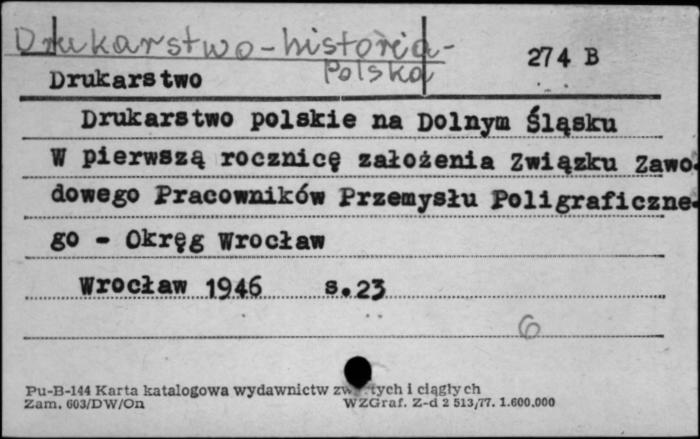 Drukarstwo-historia-
Polska
274 B
Drukarstwo
Drukarstwo polskie na Dolnym Śląsku
W pierwszą rocznicę założenia Związku Zawo-
dowego Pracowników Przemysłu Poligraficzne-
go - Okręg Wrocław
Wrocław 1946 s.23
6
Pu-B-144 Karta katalogowa wydawnictw i ciągłych
Zam. 603/DW/On WZGraf. Z-d 2 513/77. 1.600.000